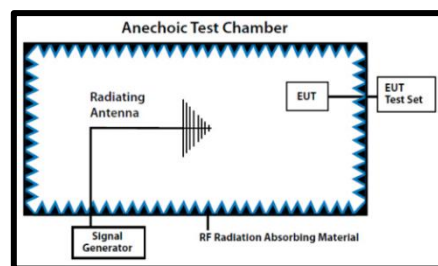 Anechoic Test Chamber
Radiating
Antenna
EUT
EUT
Test Set
Signal
Generator
RF Radiation Absorbing Material